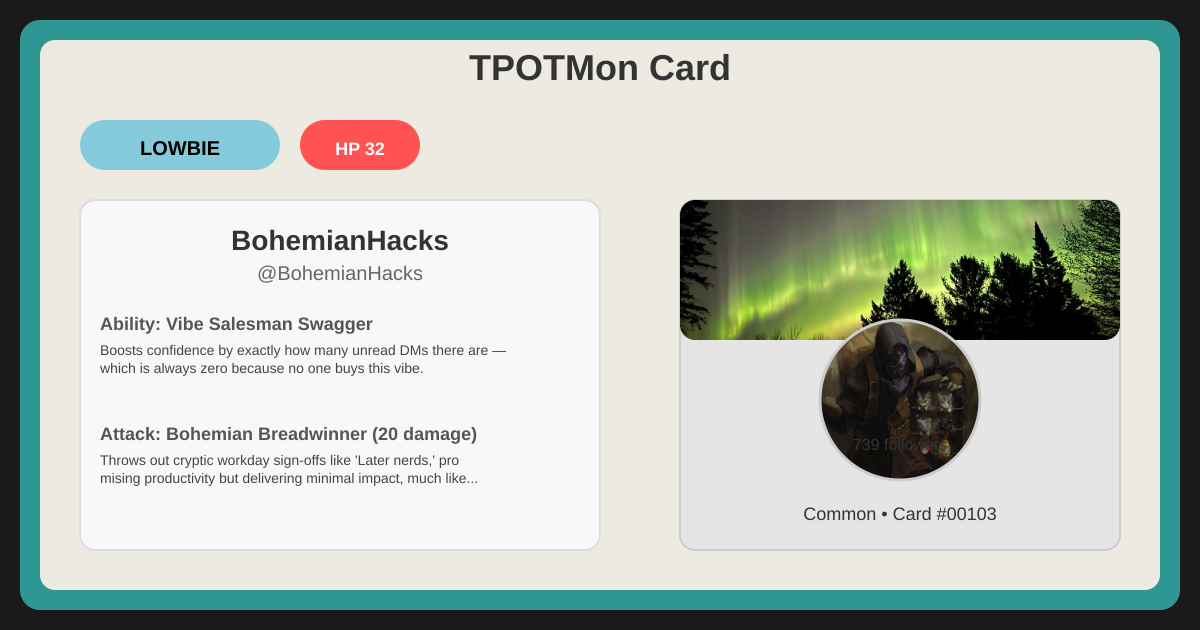 TPOTMon Card
LOWBIE
HP 32
BohemianHacks
@BohemianHacks
Ability: Vibe Salesman Swagger
Boosts confidence by exactly how many unread DMs there are —
which is always zero because no one buys this vibe.
Attack: Bohemian Breadwinner (20 damage)
Throws out cryptic workday sign-offs like 'Later nerds,' pro
mising productivity but delivering minimal impact, much like...
739 followers
Common • Card #00103